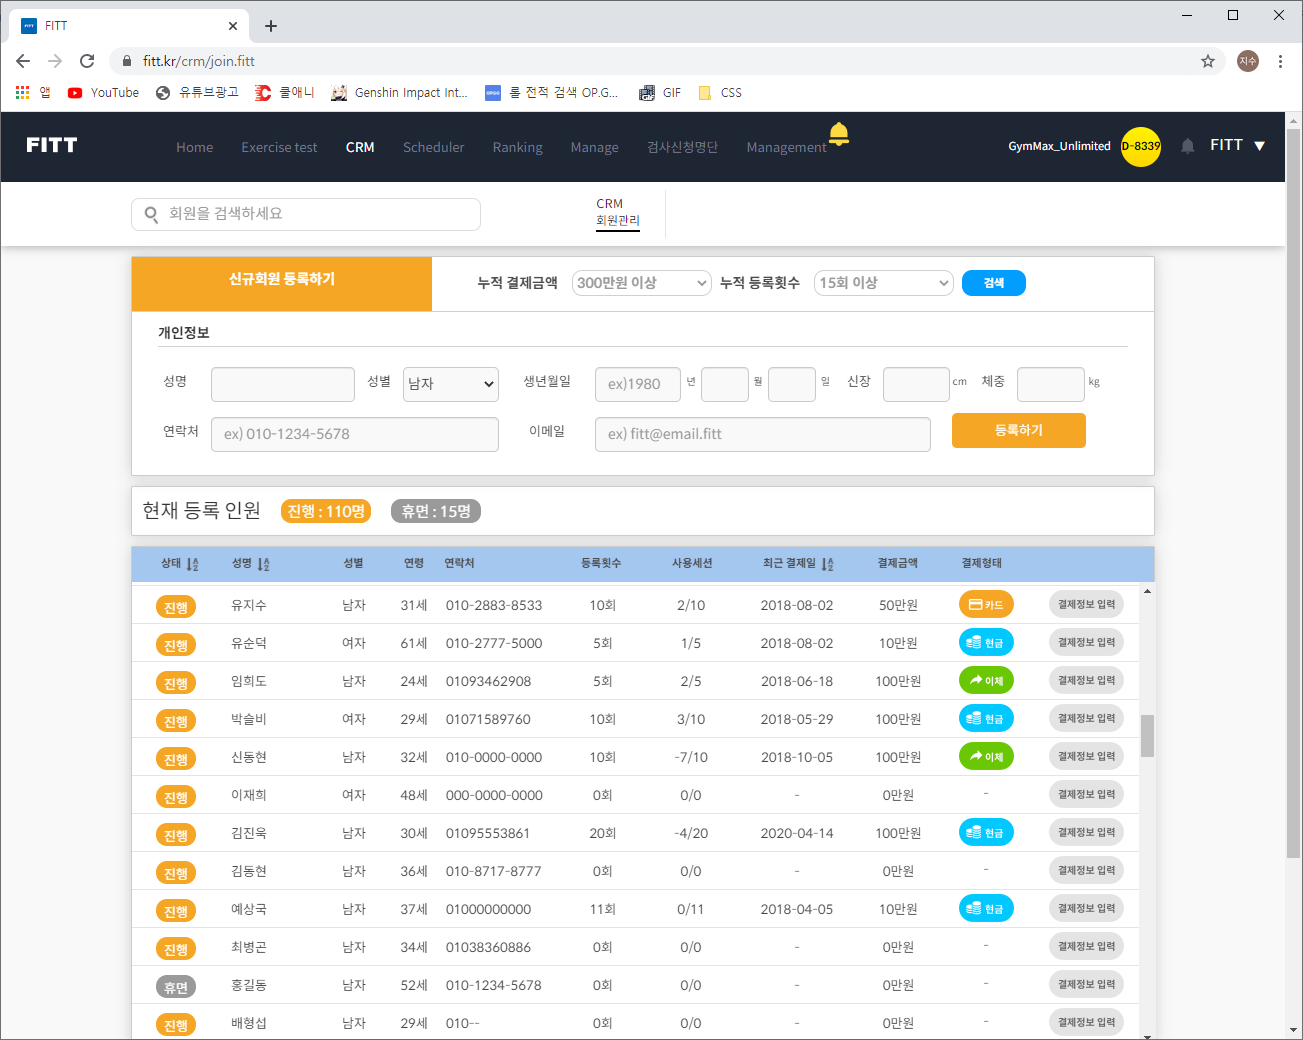 FITT
fitt.kr/crm/join.fitt
지수
앱 YouTube 유튜브광고 쿨애니 Genshin Impact Int... 롤 전적 검색 OP.G... GIF CSS
FITT Home Exercise test CRM Scheduler Ranking Manage 검사신청명단 Management GymMax_Unlimited D-8339 FITT ▼
회원을 검색하세요
CRM
회원관리
신규회원 등록하기 누적 결제금액 300만원 이상 누적 등록횟수 15회 이상 검색
개인정보
성명 성별 남자 생년월일 ex)1980 년 월 일 신장 cm 체중 kg
연락처 ex) 010-1234-5678 이메일 ex) fitt@email.fitt 등록하기
현재 등록 인원 진행 : 110명 휴면 : 15명
상태 성명 성별 연령 연락처 등록횟수 사용세션 최근 결제일 결제금액 결제형태
진행 유지수 남자 31세 010-2883-8533 10회 2/10 2018-08-02 50만원 카드 결제정보 입력
진행 유순덕 여자 61세 010-2777-5000 5회 1/5 2018-08-02 10만원 현금 결제정보 입력
진행 임희도 남자 24세 01093462908 5회 2/5 2018-06-18 100만원 이체 결제정보 입력
진행 박슬비 여자 29세 01071589760 10회 3/10 2018-05-29 100만원 현금 결제정보 입력
진행 신동현 남자 32세 010-0000-0000 10회 -7/10 2018-10-05 100만원 이체 결제정보 입력
진행 이재희 여자 48세 000-0000-0000 0회 0/0 - 0만원 - 결제정보 입력
진행 김진욱 남자 30세 01095553861 20회 -4/20 2020-04-14 100만원 현금 결제정보 입력
진행 김동현 남자 36세 010-8717-8777 0회 0/0 - 0만원 - 결제정보 입력
진행 예상국 남자 37세 01000000000 11회 0/11 2018-04-05 10만원 현금 결제정보 입력
진행 최병곤 남자 34세 01038360886 0회 0/0 - 0만원 - 결제정보 입력
휴면 홍길동 남자 52세 010-1234-5678 0회 0/0 - 0만원 - 결제정보 입력
진행 배형섭 남자 29세 010-- 0회 0/0 - 0만원 - 결제정보 입력